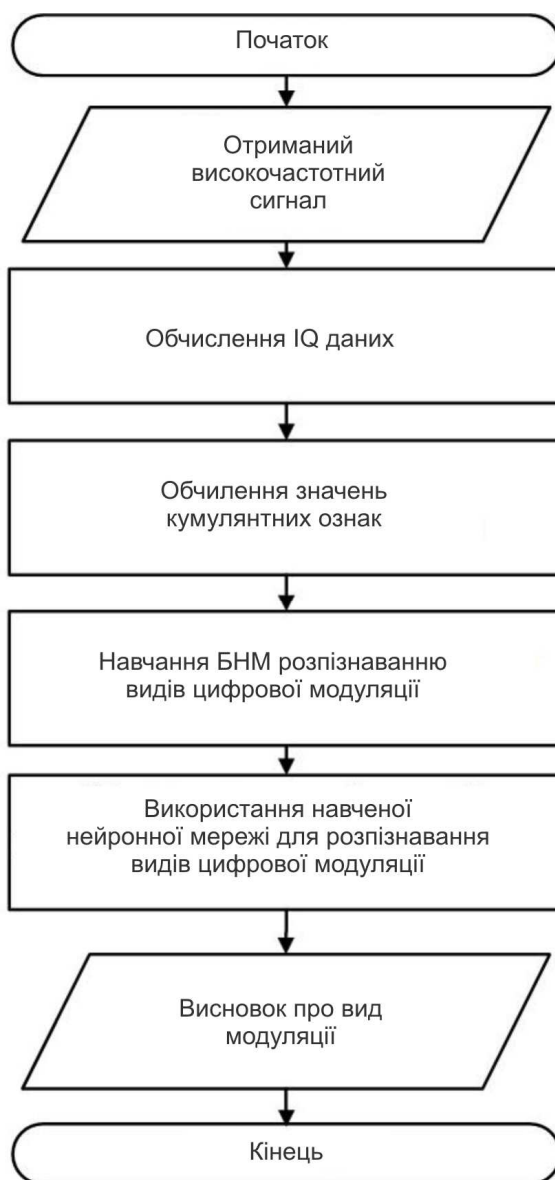 Початок
Отриманий
височастотний
сигнал
Обчислення IQ даних
Обчилення значень
кумулянтних ознак
Навчання БНМ розпізнаванню
видів цифрової модуляції
Використання навченої
нейронної мережі для розпізнавання
видів цифрової модуляції
Висновок про вид
модуляції
Кінець